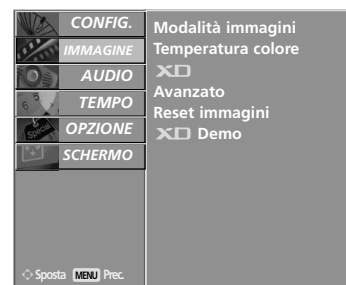 CONFIG.
IMMAGINE
AUDIO
TEMPO
OPZIONE
SCHERMO
Sposta MENU Prec.
Modalità immagini
Temperatura colore
XD
Avanzato
Reset immagini
XD Demo